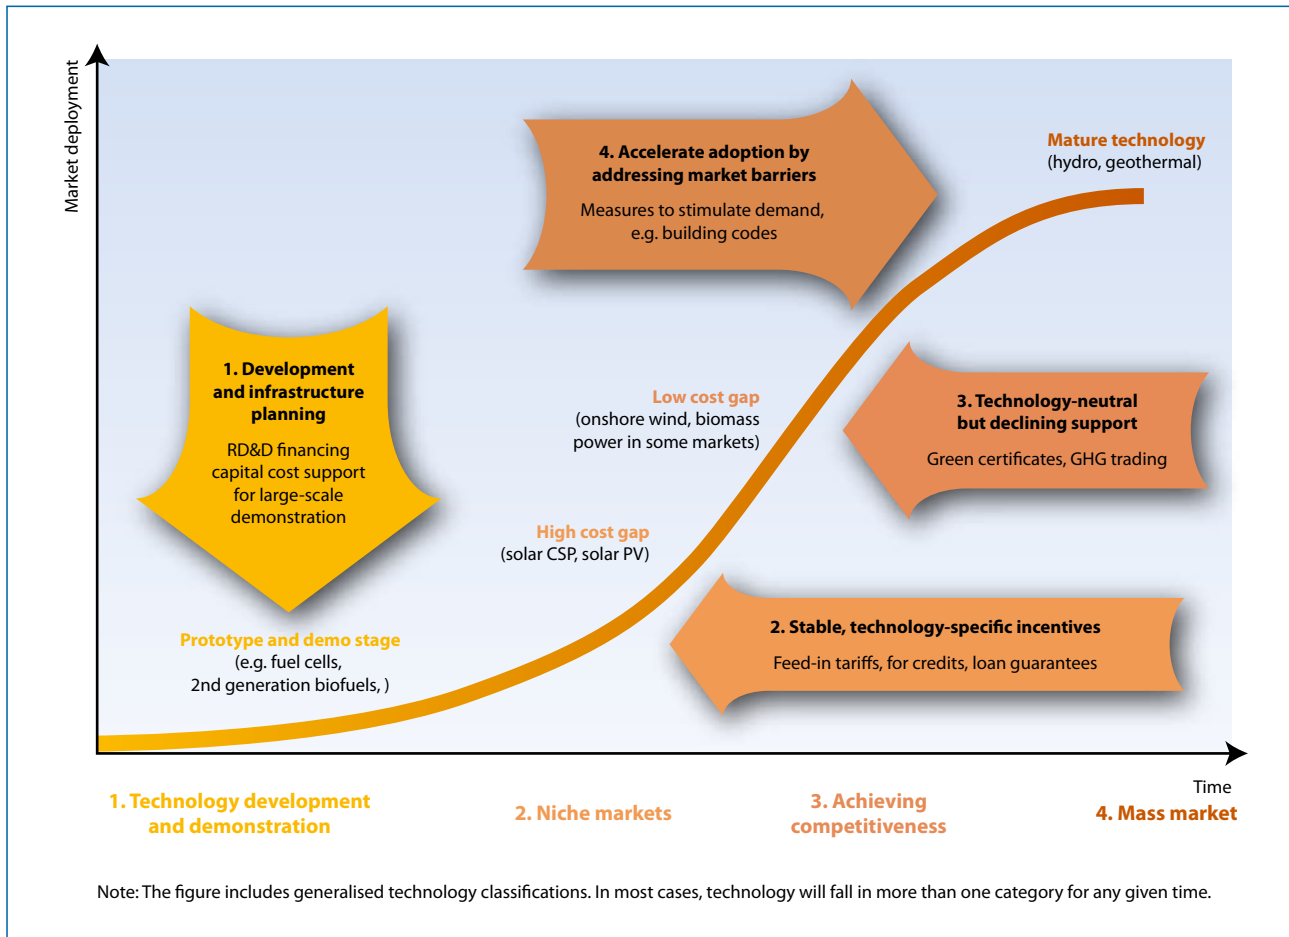 Market deployment
4. Accelerate adoption by
addressing market barriers
Measures to stimulate demand,
e.g. building codes
Mature technology
(hydro, geothermal)
1. Development
and infrastructure
planning
RD&D financing
capital cost support
for large-scale
demonstration
Low cost gap
(onshore wind, biomass
power in some markets)
3. Technology-neutral
but declining support
Green certificates, GHG trading
High cost gap
(solar CSP, solar PV)
2. Stable, technology-specific incentives
Feed-in tariffs, for credits, loan guarantees
Prototype and demo stage
(e.g. fuel cells,
2nd generation biofuels, )
Time
1. Technology development
and demonstration
2. Niche markets
3. Achieving
competitiveness
4. Mass market
Note: The figure includes generalised technology classifications. In most cases, technology will fall in more than one category for any given time.